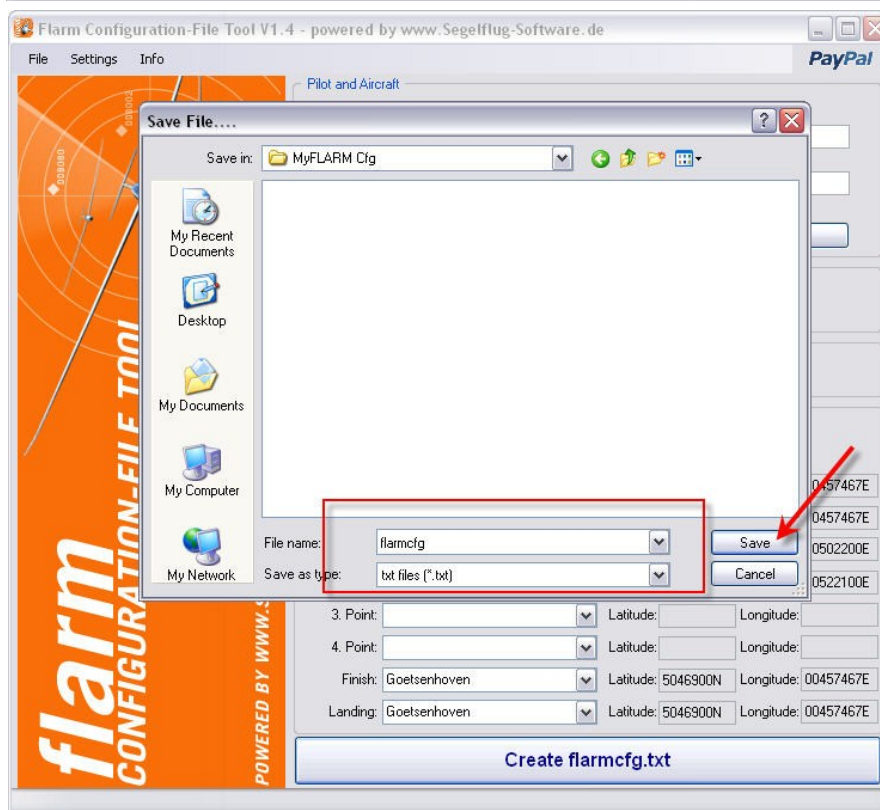 Flarm Configuration-File Tool V1.4 - powered by www.Segelflug-Software.de
File Settings Info
PayPal
Pilot and Aircraft
Save File....
Save in: MyFLARM Cfg
My Recent Documents
Desktop
My Documents
My Computer
My Network
File name: flarmcfg
Save
Save as type: txt files (*.txt)
Cancel
0457467E
0457467E
0502200E
0522100E
3. Point: Latitude: Longitude:
4. Point: Latitude: Longitude:
Finish: Goetsenhoven Latitude: 5046900N Longitude: 00457467E
Landing: Goetsenhoven Latitude: 5046900N Longitude: 00457467E
Create flarmcfg.txt
flarm
CONFIGURATION-FILE TOOL
POWERED BY WWW.S